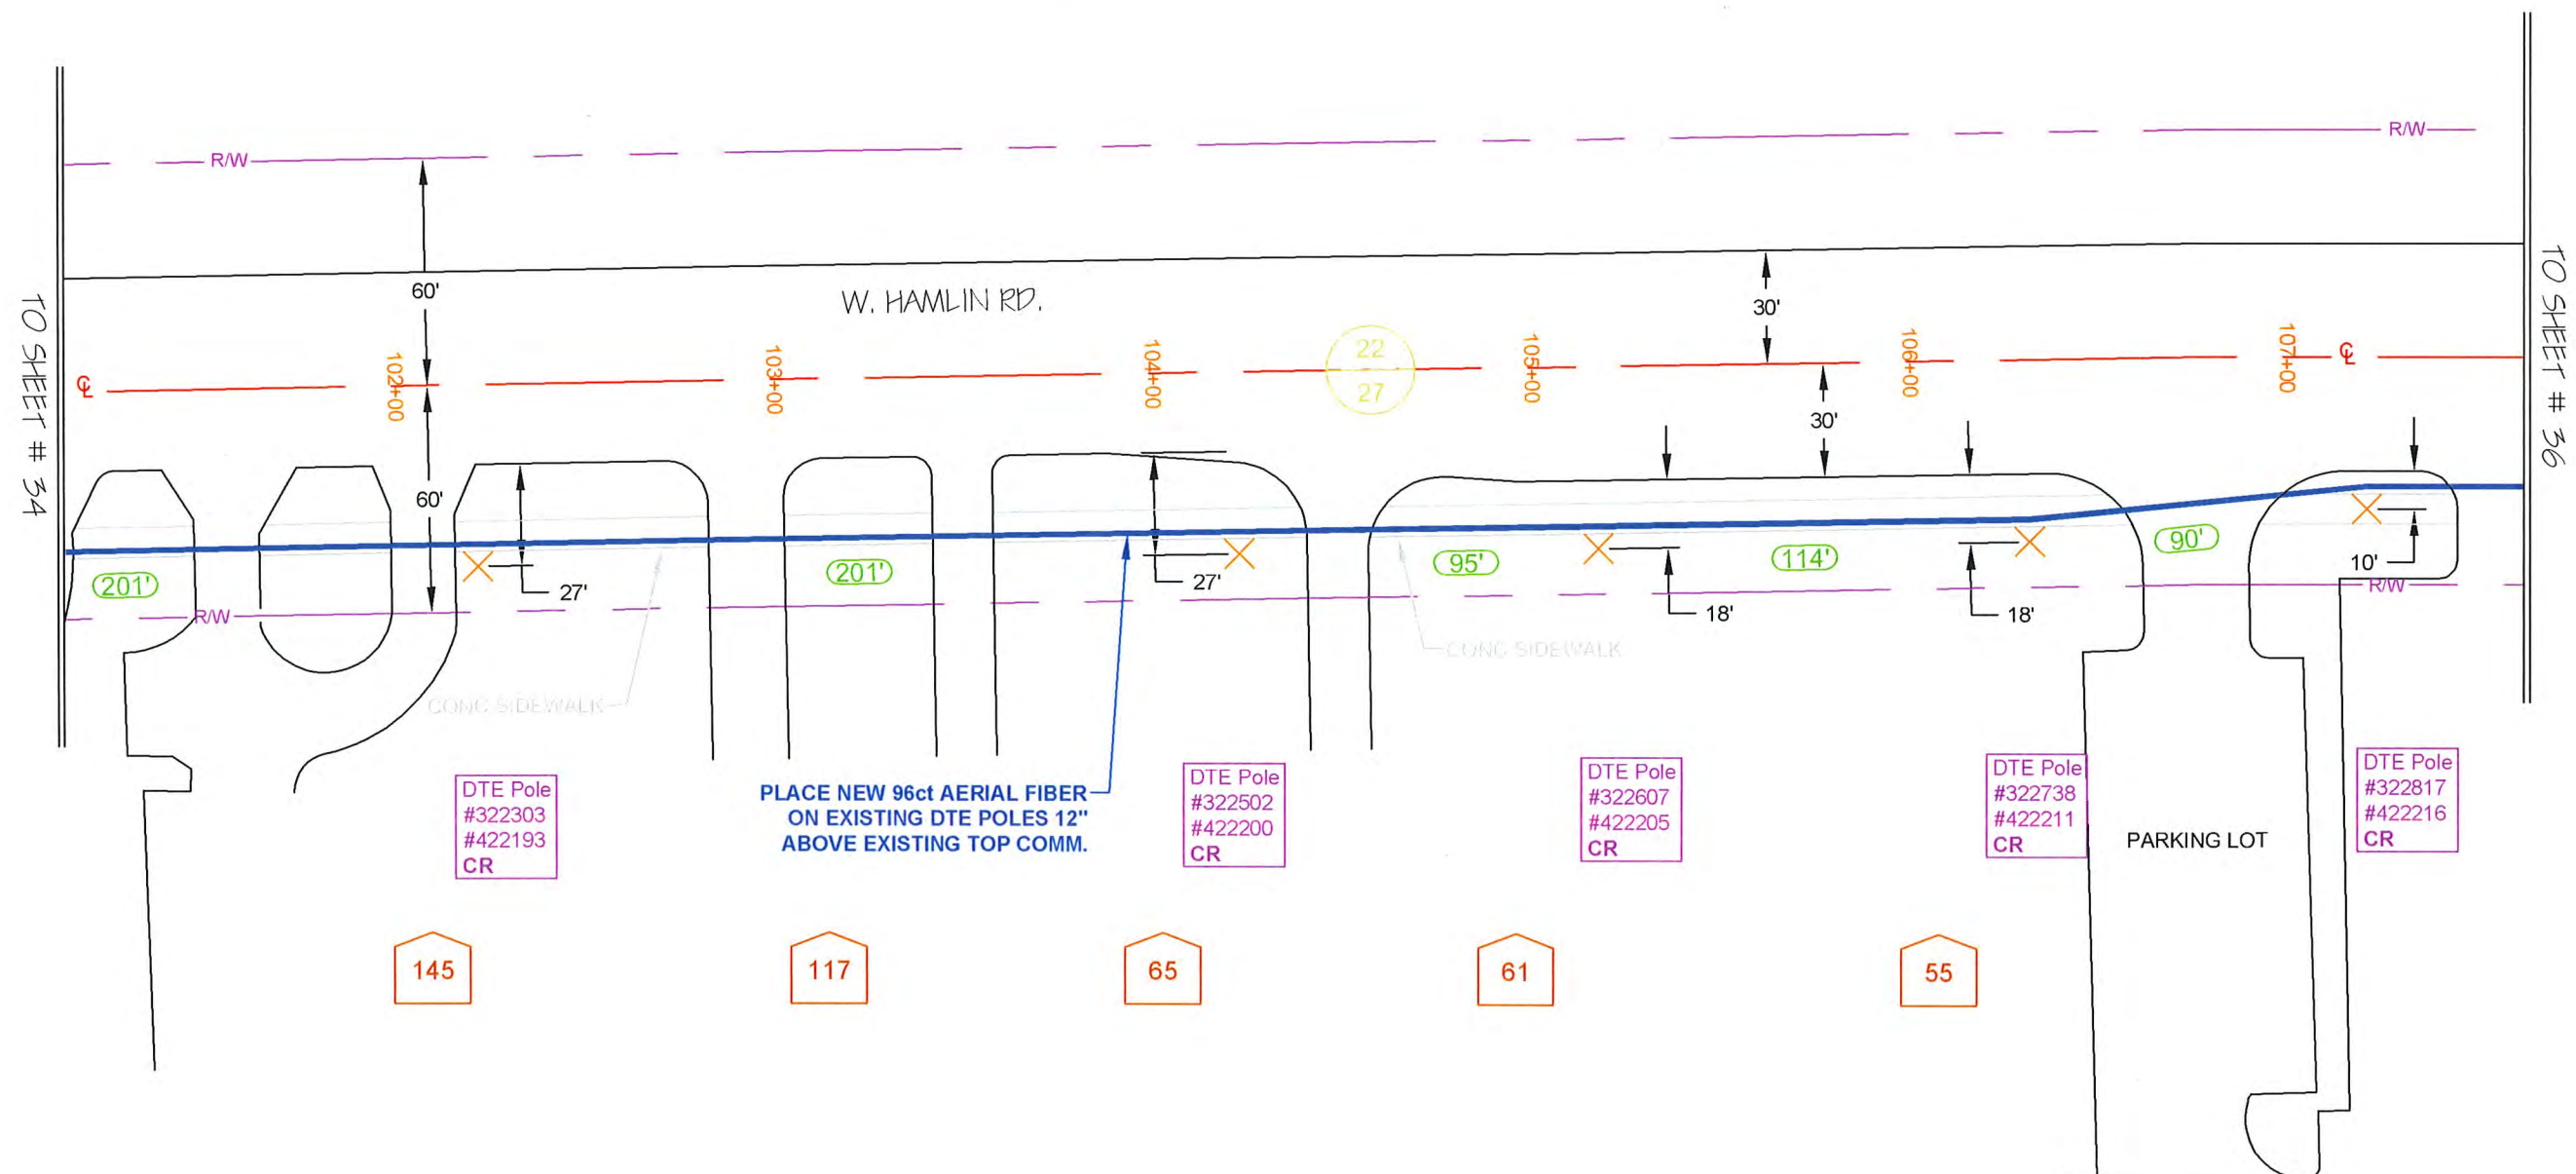 R/W
R/W
60'
W. HAMLIN RD.
30'
TO SHEET # 34
TO SHEET # 36
℄
102+00
103+00
104+00
22
27
105+00
106+00
107+00
℄
30'
60'
201'
27'
201'
27'
95'
18'
114'
18'
90'
10'
R/W
R/W
CONC SIDEWALK
CONC SIDEWALK
PLACE NEW 96ct AERIAL FIBER
ON EXISTING DTE POLES 12"
ABOVE EXISTING TOP COMM.
DTE Pole
#322303
#422193
CR
DTE Pole
#322502
#422200
CR
DTE Pole
#322607
#422205
CR
DTE Pole
#322738
#422211
CR
DTE Pole
#322817
#422216
CR
PARKING LOT
145
117
65
61
55